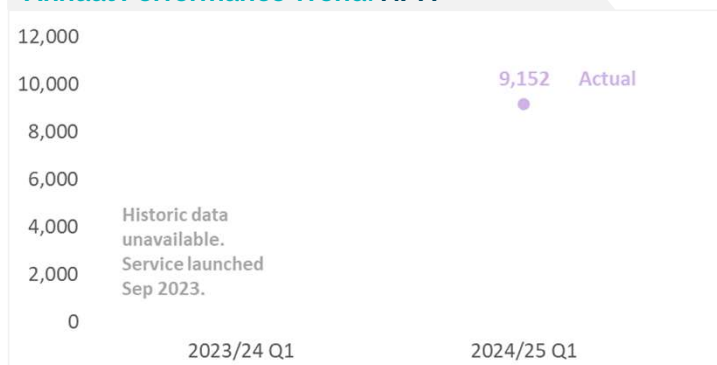 12,000
10,000
8,000
6,000
4,000
2,000
0
9,152 Actual
Historic data
unavailable.
Service launched
Sep 2023.
2023/24 Q1
2024/25 Q1